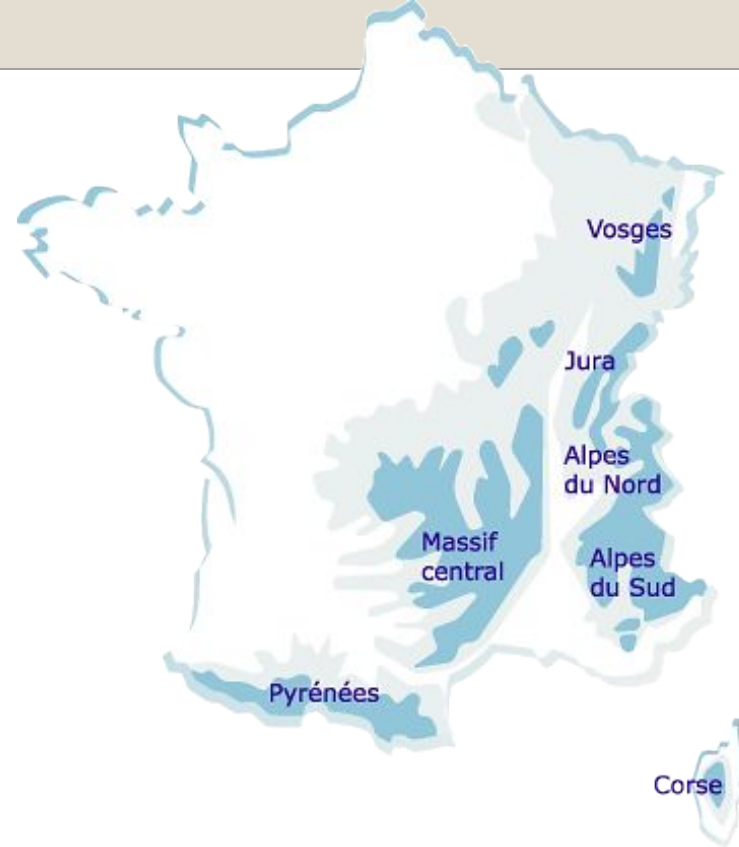 Vosges
Jura
Alpes
du Nord
Massif
central
Alpes
du Sud
Pyrénées
Corse